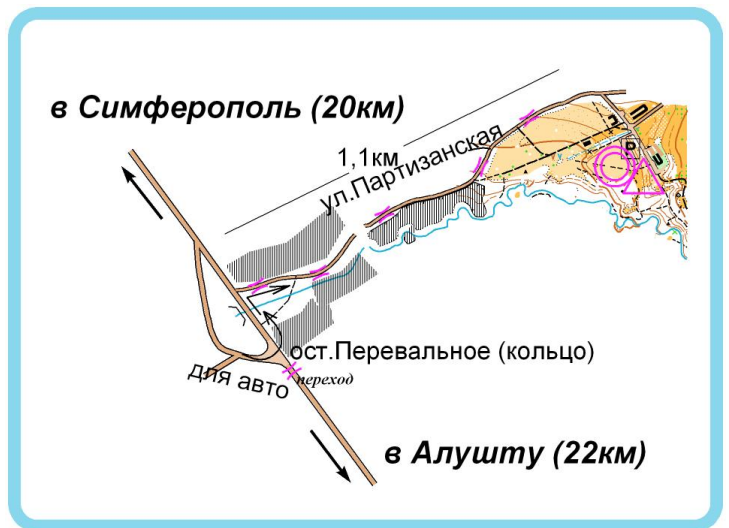 в Симферополь (20км)
1,1км
ул.Партизанская
ост.Перевальное (кольцо)
для авто
переход
в Алушту (22км)